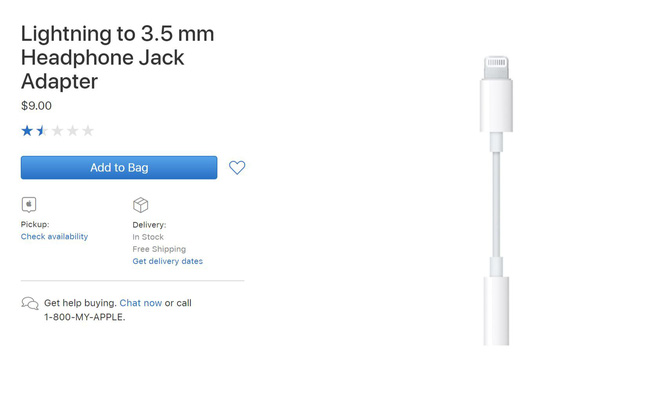 Lightning to 3.5 mm
Headphone Jack
Adapter
$9.00
Add to Bag
Pickup:
Check availability
Delivery:
In Stock
Free Shipping
Get delivery dates
Get help buying. Chat now or call
1-800-MY-APPLE.